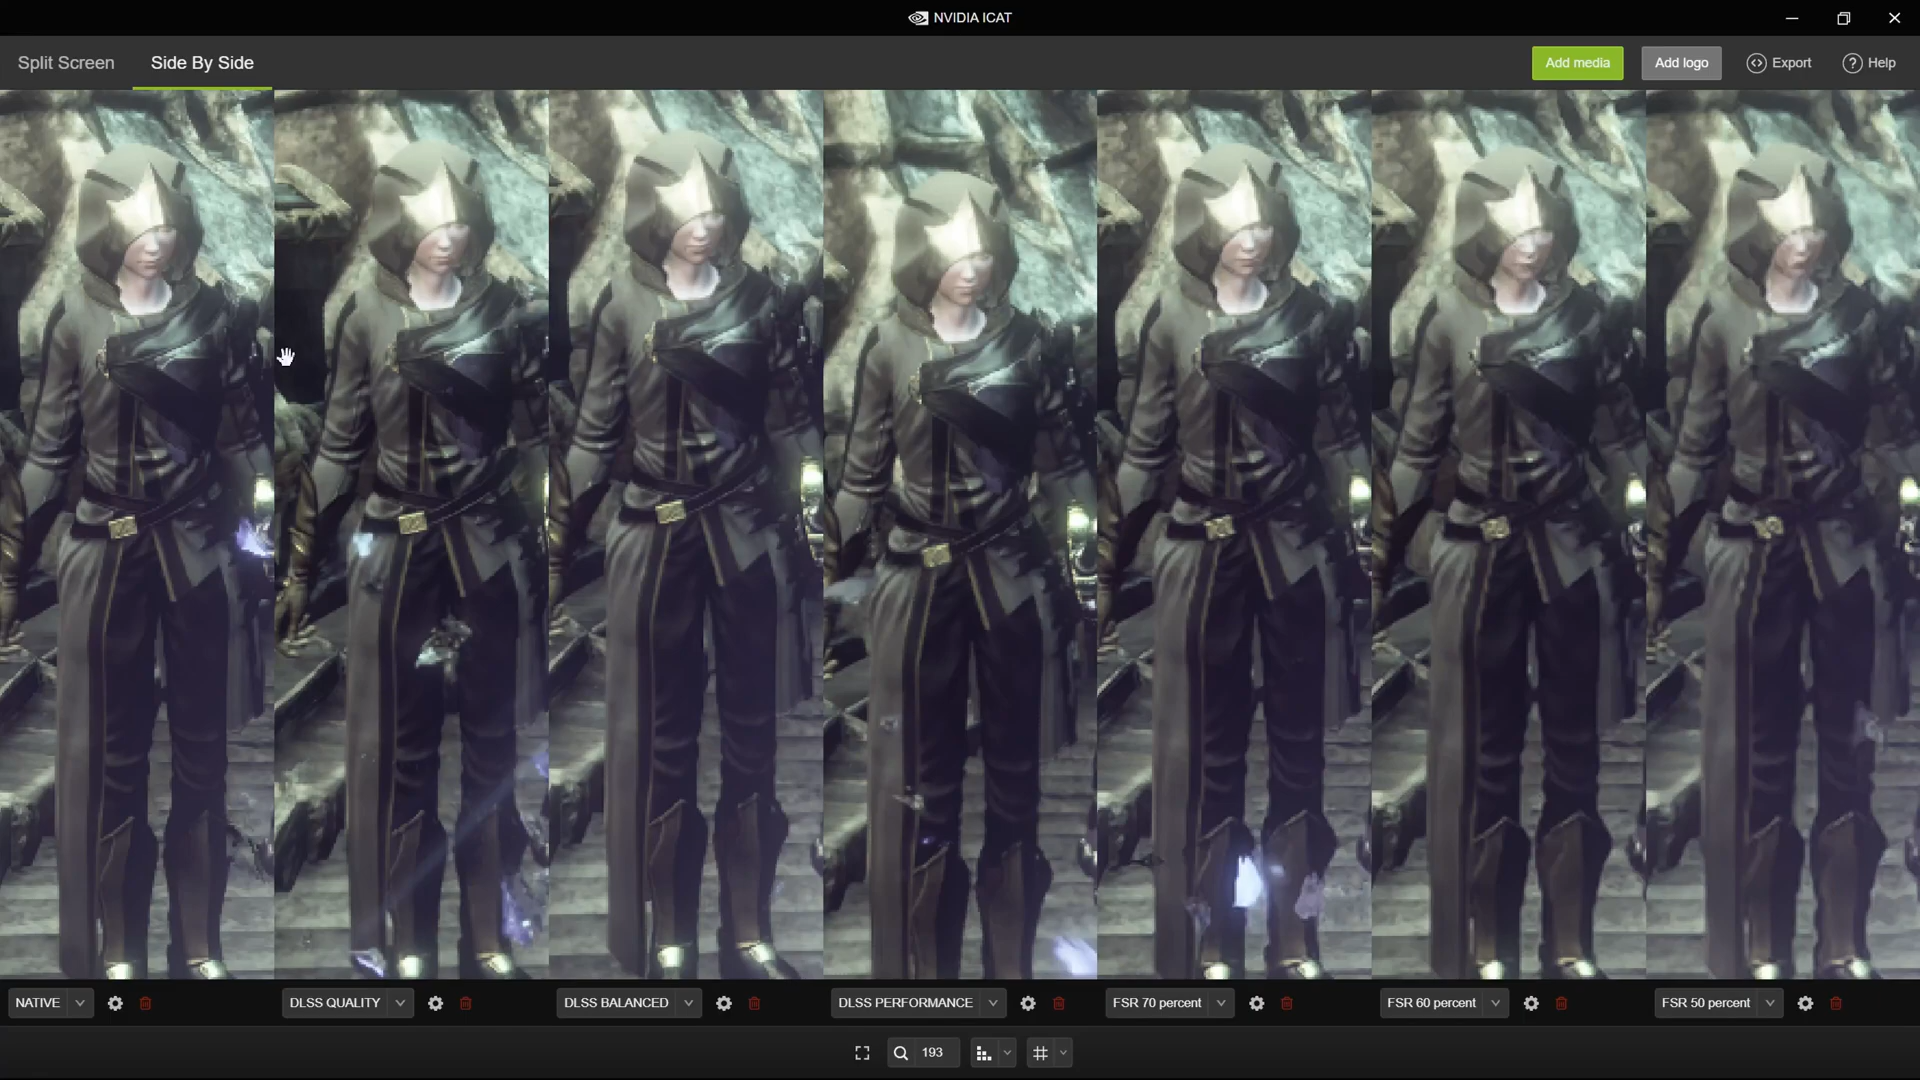 NVIDIA ICAT
Split Screen
Side By Side
Add media
Add logo
Export
Help
NATIVE
DLSS QUALITY
DLSS BALANCED
DLSS PERFORMANCE
FSR 70 percent
FSR 60 percent
FSR 50 percent
193